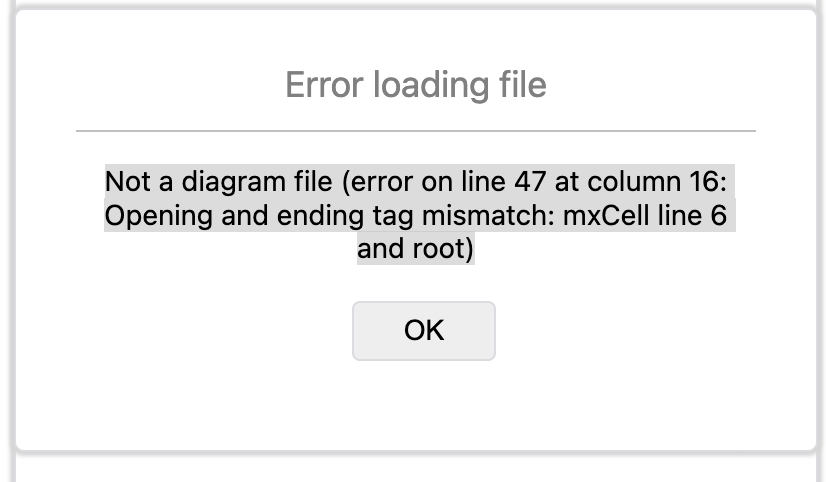 Error loading file
Not a diagram file (error on line 47 at column 16:
Opening and ending tag mismatch: mxCell line 6
and root)
OK